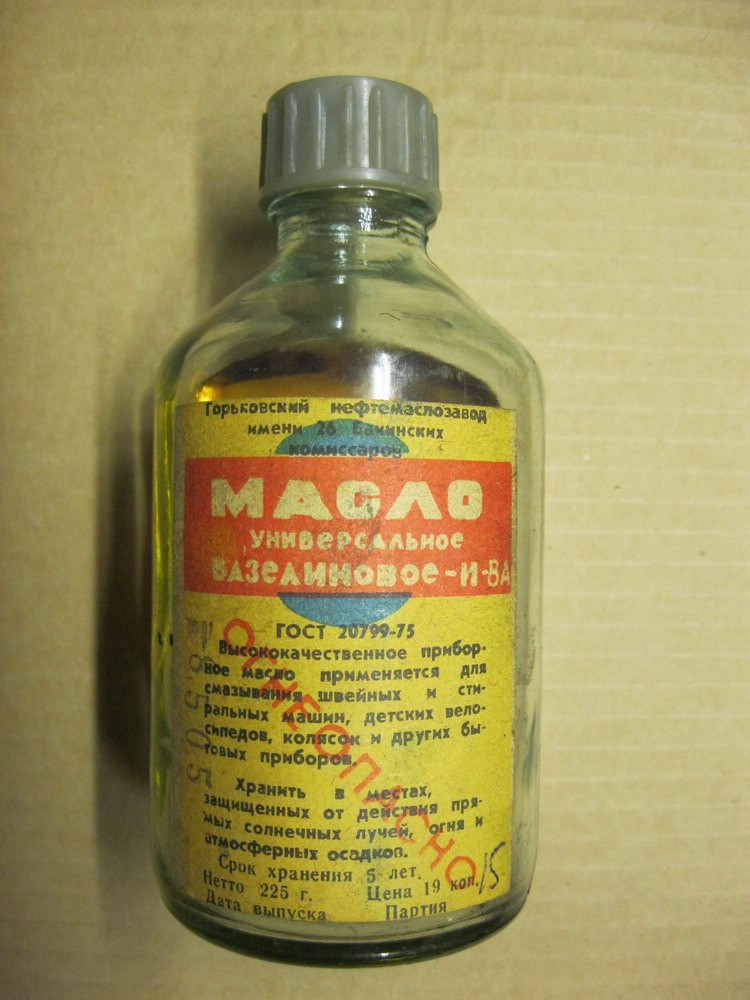 Горьковский нефтемаслозавод
имени 26 Бакинских
комиссаров
МАСЛО
УНИВЕРСАЛЬНОЕ
ВАЗЕЛИНОВОЕ-И-8А
ГОСТ 20799-75
Высококачественное прибор-
ное масло применяется для
смазывания швейных и сти-
ральных машин, детских вело-
сипедов, колясок и других бы-
товых приборов.
ОГНЕОПАСНО
Хранить в местах,
защищенных от действия пря-
мых солнечных лучей, огня и
атмосферных осадков.
Срок хранения 5 лет.
Нетто 225 г. Цена 19 коп. 15
Дата выпуска Партия